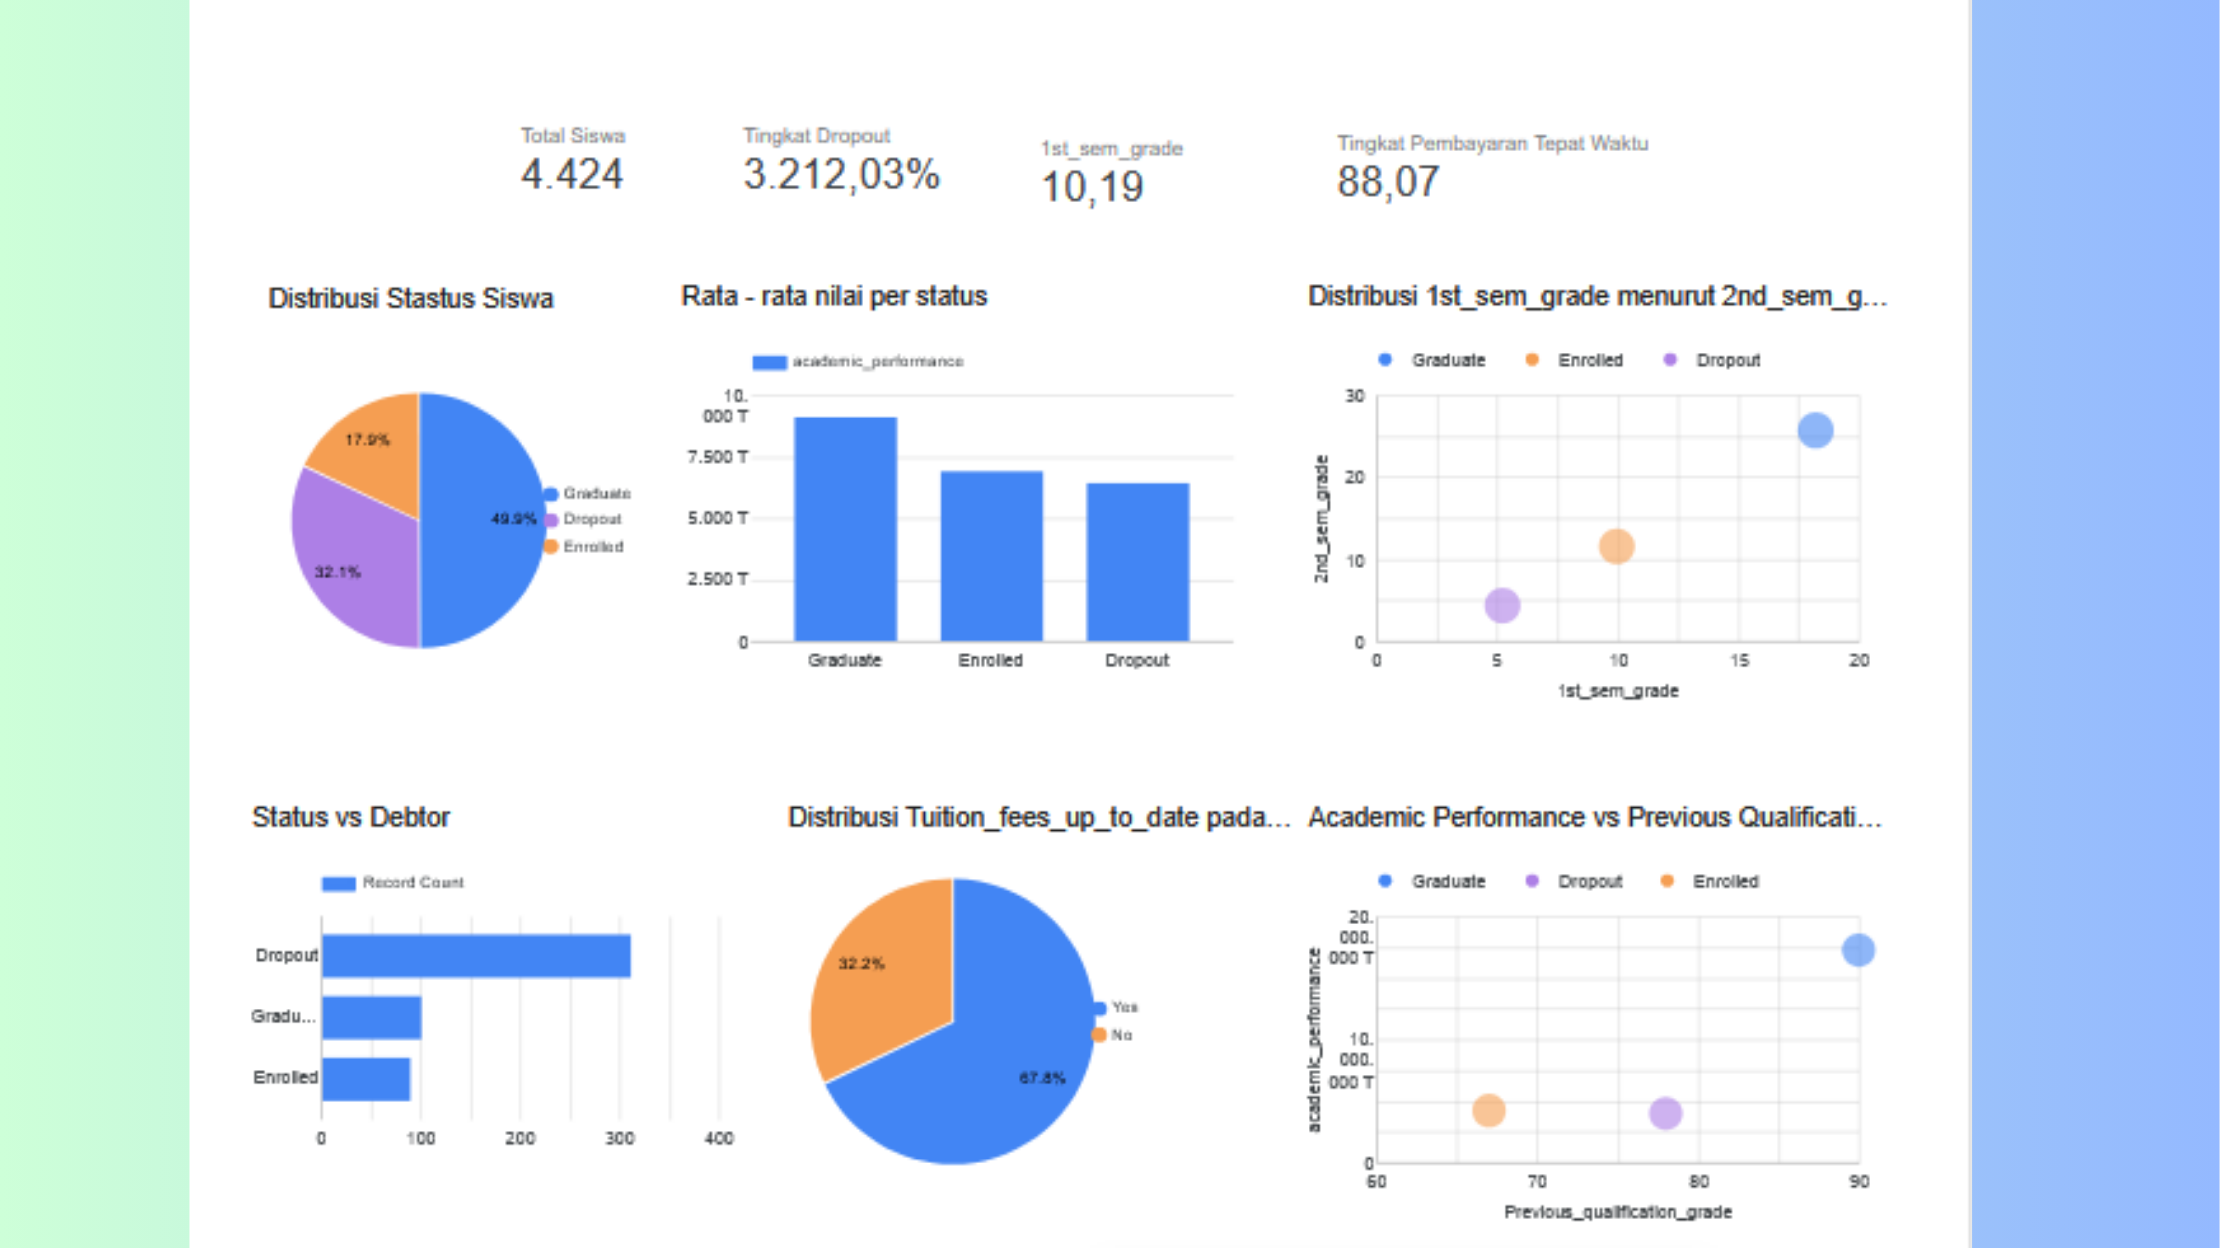 Total Siswa
4.424
Tingkat Dropout
3.212,03%
1st_sem_grade
10,19
Tingkat Pembayaran Tepat Waktu
88,07
Distribusi Stastus Siswa
17.9%
49.9%
32.1%
Graduate
Dropout
Enrolled
Rata - rata nilai per status
academic_performance
10.
000 T
7.500 T
5.000 T
2.500 T
0
Graduate
Enrolled
Dropout
Distribusi 1st_sem_grade menurut 2nd_sem_g...
Graduate
Enrolled
Dropout
2nd_sem_grade
30
20
10
0
0
5
10
15
20
1st_sem_grade
Status vs Debtor
Record Count
Dropout
Gradu...
Enrolled
0
100
200
300
400
Distribusi Tuition_fees_up_to_date pada...
32.2%
67.8%
Yes
No
Academic Performance vs Previous Qualificati...
Graduate
Dropout
Enrolled
academic_performance
20.
000.
000 T
10.
000.
000 T
0
60
70
80
90
Previous_qualification_grade